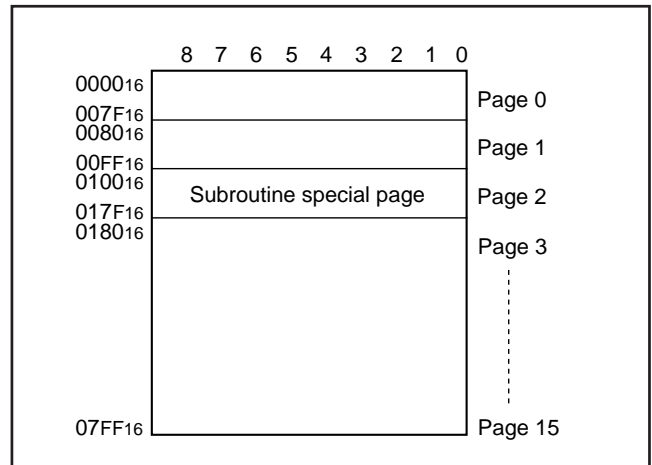 8 7 6 5 4 3 2 1 0
000016
Page 0
007F16
008016
Page 1
00FF16
010016
Subroutine special page
Page 2
017F16
018016
Page 3
07FF16
Page 15